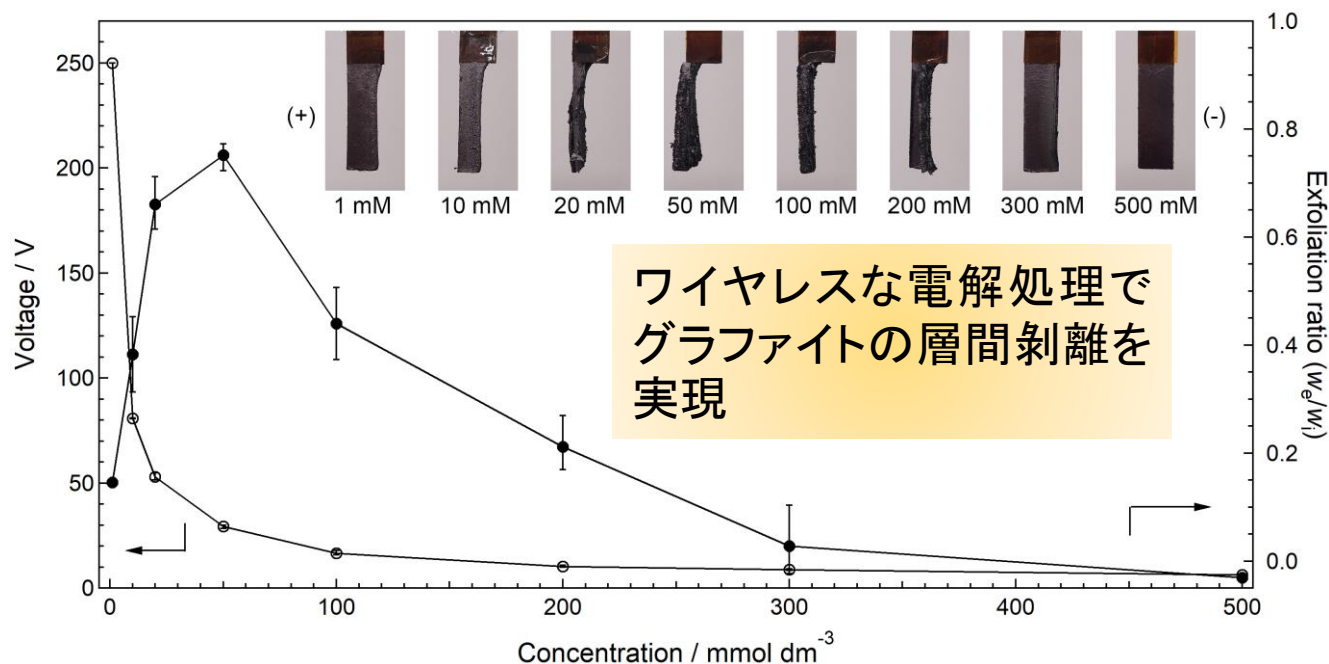 250
200
150
100
50
0
Voltage / V
(+)
(-)
1 mM
10 mM
20 mM
50 mM
100 mM
200 mM
300 mM
500 mM
ワイヤレスな電解処理で
グラファイトの層間剥離を
実現
1.0
0.8
0.6
0.4
0.2
0.0
Exfoliation ratio (wₑ/wᵢ)
0
100
200
300
400
500
Concentration / mmol dm⁻³